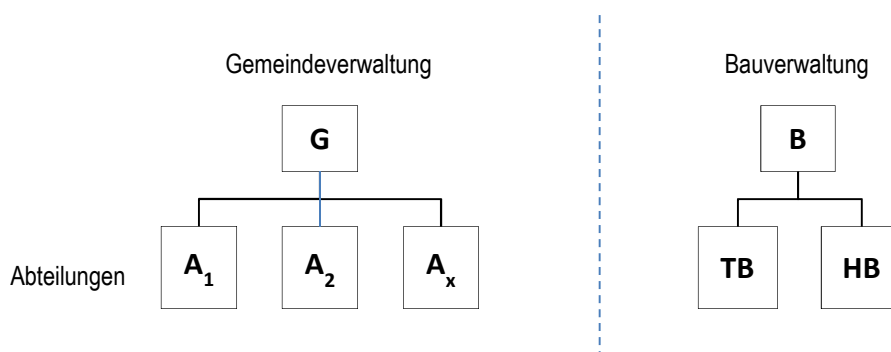 Gemeindeverwaltung
Bauverwaltung
G
B
Abteilungen
A1
A2
Ax
TB
HB